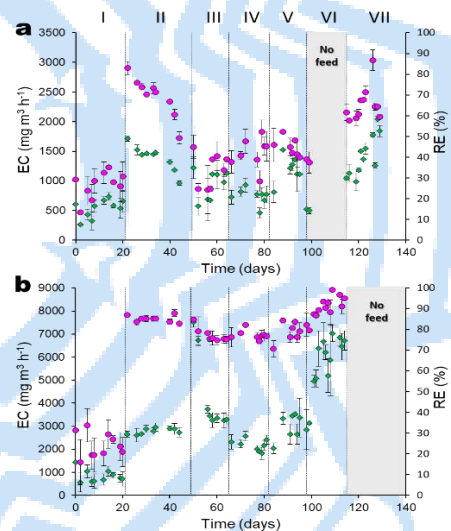 I II III IV V VI VII
a
3500 100
3000 90
2500 80
2000 70
1500 60
1000 50
500 40
0 30
20
10
0
No
feed
EC (mg m³ h⁻¹)
RE (%)
0 20 40 60 80 100 120 140
Time (days)
b
9000 100
8000 90
7000 80
6000 70
5000 60
4000 50
3000 40
2000 30
1000 20
0 10
0
No
feed
EC (mg m³ h⁻¹)
RE (%)
0 20 40 60 80 100 120 140
Time (days)